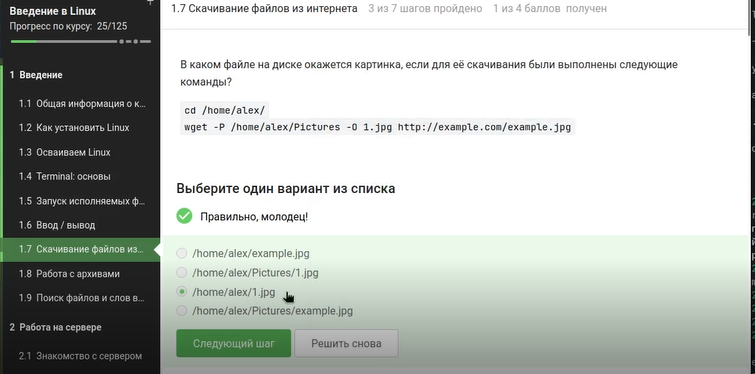 Введение в Linux
Прогресс по курсу: 25/125
1 Введение
1.1 Общая информация о к...
1.2 Как установить Linux
1.3 Осваиваем Linux
1.4 Terminal: основы
1.5 Запуск исполняемых ф...
1.6 Ввод / вывод
1.7 Скачивание файлов из...
1.8 Работа с архивами
1.9 Поиск файлов и слов в...
2 Работа на сервере
2.1 Знакомство с сервером
1.7 Скачивание файлов из интернета 3 из 7 шагов пройдено 1 из 4 баллов получен
В каком файле на диске окажется картинка, если для её скачивания были выполнены следующие
команды?
cd /home/alex/
wget -P /home/alex/Pictures -O 1.jpg http://example.com/example.jpg
Выберите один вариант из списка
Правильно, молодец!
/home/alex/example.jpg
/home/alex/Pictures/1.jpg
/home/alex/1.jpg
/home/alex/Pictures/example.jpg
Следующий шаг
Решить снова